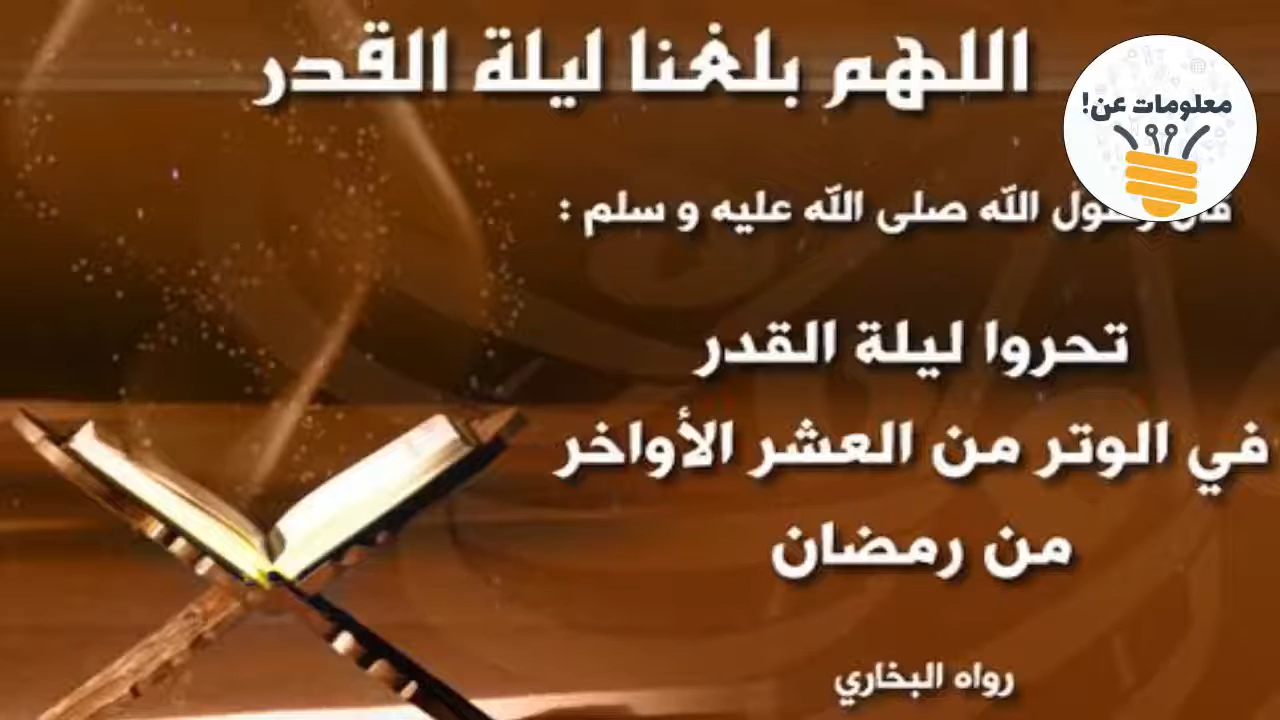 اللهم بلغنا ليلة القدر
معلومات عن!
رسول الله صلى الله عليه و سلم :
تحروا ليلة القدر
في الوتر من العشر الأواخر
من رمضان
رواه البخاري